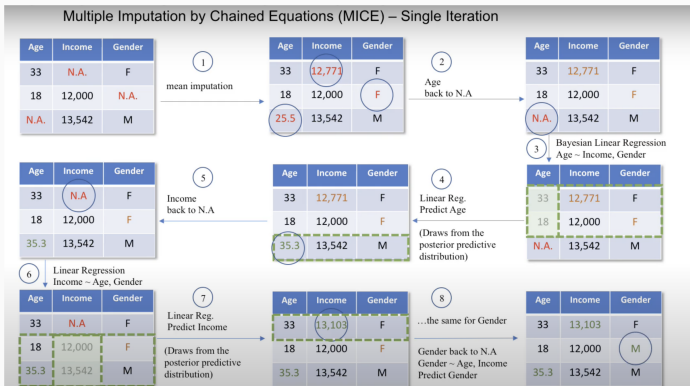 Multiple Imputation by Chained Equations (MICE) – Single Iteration
Age Income Gender
33 N.A. F
18 12,000 N.A.
N.A. 13,542 M
1
mean imputation
Age Income Gender
33 12,771 F
18 12,000 F
25.5 13,542 M
2
Age
back to N.A
Age Income Gender
33 12,771 F
18 12,000 F
N.A. 13,542 M
3
Bayesian Linear Regression
Age ~ Income, Gender
Age Income Gender
33 12,771 F
18 12,000 F
N.A. 13,542 M
4
Linear Reg.
Predict Age
(Draws from the
posterior predictive
distribution)
Age Income Gender
33 12,771 F
18 12,000 F
35.3 13,542 M
5
Income
back to N.A
Age Income Gender
33 N.A F
18 12,000 F
35.3 13,542 M
6
Linear Regression
Income ~ Age, Gender
Age Income Gender
33 N.A F
18 12,000 F
35.3 13,542 M
7
Linear Reg.
Predict Income
(Draws from the
posterior predictive
distribution)
Age Income Gender
33 13,103 F
18 12,000 F
35.3 13,542 M
8
…the same for Gender
Gender back to N.A
Gender ~ Age, Income
Predict Gender
Age Income Gender
33 13,103 F
18 12,000 M
35.3 13,542 M